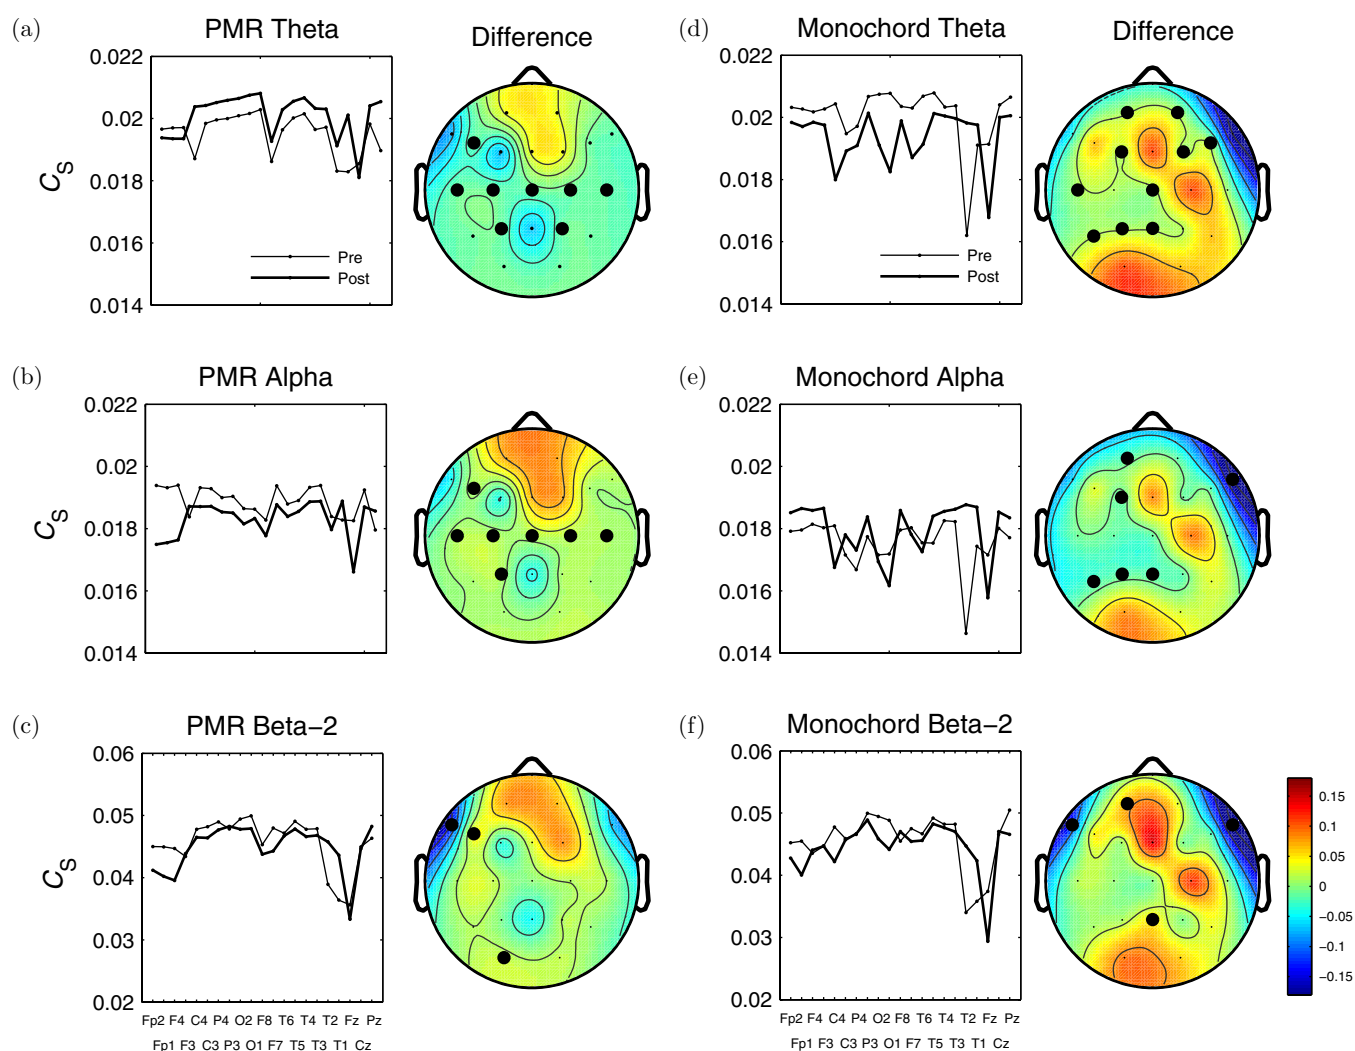 (a)
PMR Theta
Difference
0.022
0.02
0.018
0.016
0.014
C_S
Pre
Post
(d)
Monochord Theta
Difference
0.022
0.02
0.018
0.016
0.014
Pre
Post
(b)
PMR Alpha
0.022
0.02
0.018
0.016
0.014
C_S
(e)
Monochord Alpha
0.022
0.02
0.018
0.016
0.014
(c)
PMR Beta−2
0.06
0.05
0.04
0.03
0.02
C_S
Fp2 F4 C4 P4 O2 F8 T6 T4 T2 Fz Pz
Fp1 F3 C3 P3 O1 F7 T5 T3 T1 Cz
(f)
Monochord Beta−2
0.06
0.05
0.04
0.03
0.02
Fp2 F4 C4 P4 O2 F8 T6 T4 T2 Fz Pz
Fp1 F3 C3 P3 O1 F7 T5 T3 T1 Cz
0.15
0.1
0.05
0
−0.05
−0.1
−0.15